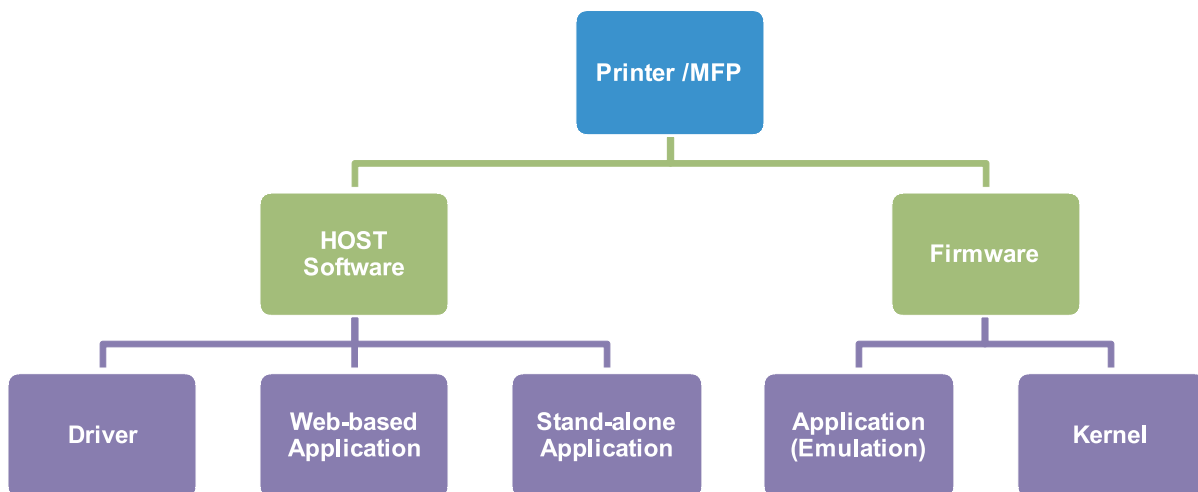 Printer /MFP
HOST
Software
Firmware
Driver
Web-based
Application
Stand-alone
Application
Application
(Emulation)
Kernel